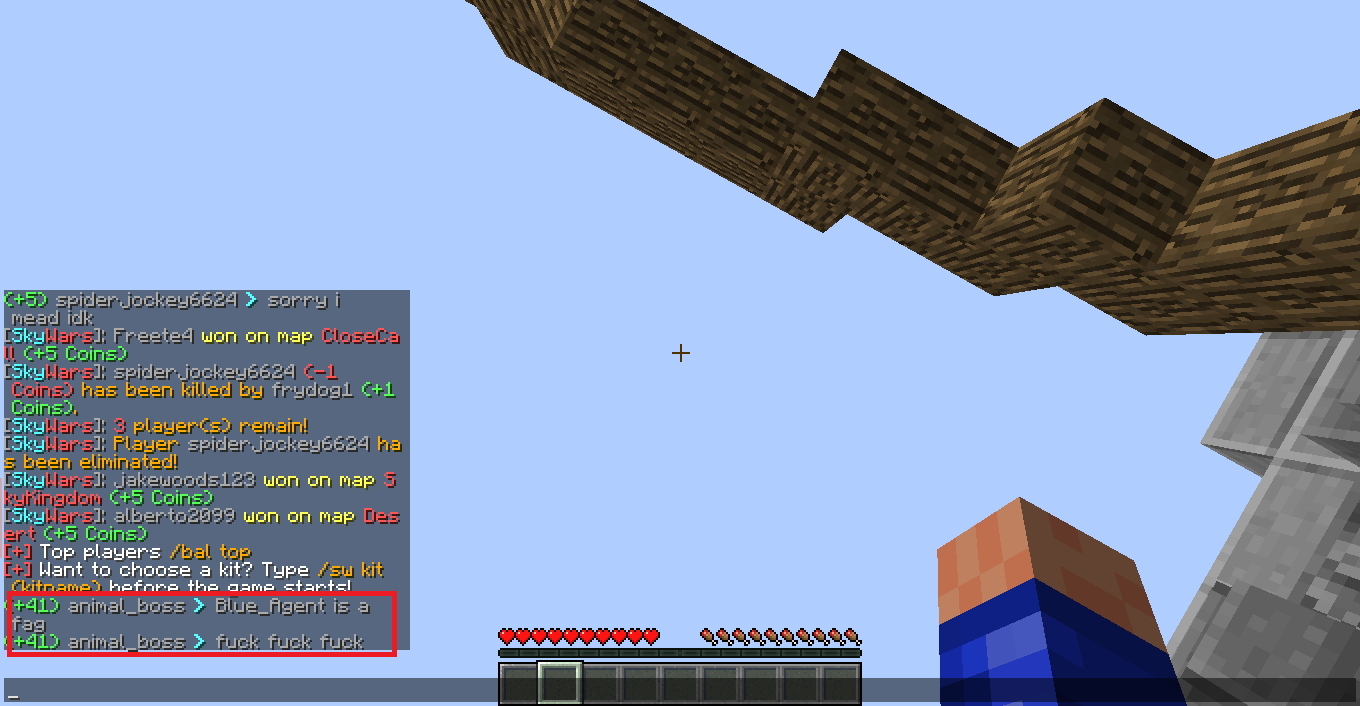 (+5) spider.jockey6624 > sorry i
mead idk
[SkyWars]: Freete4 won on map CloseCa
ll (+5 Coins)
[SkyWars]: spider.jockey6624 (-1
Coins) has been killed by frydog1 (+1
Coins).
[SkyWars]: 3 player(s) remain!
[SkyWars]: Player spider.jockey6624 ha
s been eliminated!
[SkyWars]: jakewoods123 won on map S
kyKingdom (+5 Coins)
[SkyWars]: alberto2099 won on map Des
ert (+5 Coins)
[+] Top players /bal top
[+] Want to choose a kit? Type /sw kit
(kitname) before the game starts!
(+41) animal_boss > Blue_Agent is a
fag
(+41) animal_boss > fuck fuck fuck
_